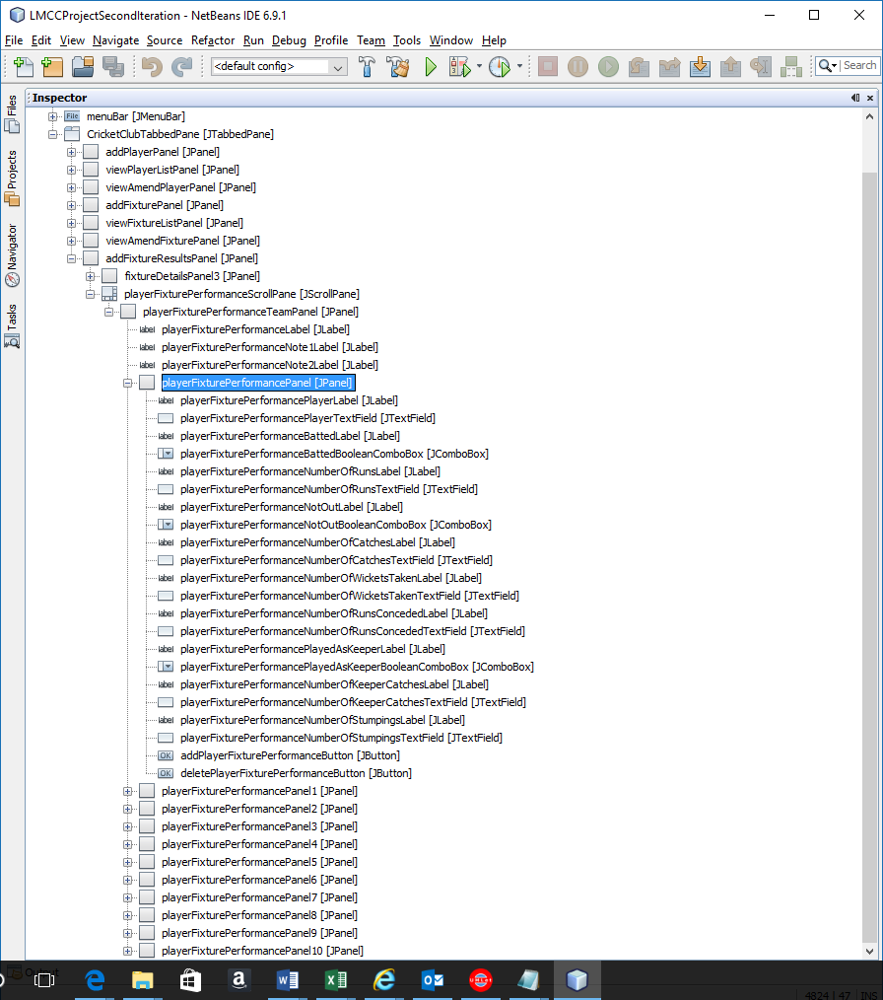 LMCCProjectSecondIteration - NetBeans IDE 6.9.1
File Edit View Navigate Source Refactor Run Debug Profile Team Tools Window Help
<default config>
Search
Inspector
Files
Projects
Navigator
Tasks
File menuBar [JMenuBar]
CricketClubTabbedPane [JTabbedPane]
addPlayerPanel [JPanel]
viewPlayerListPanel [JPanel]
viewAmendPlayerPanel [JPanel]
addFixturePanel [JPanel]
viewFixtureListPanel [JPanel]
viewAmendFixturePanel [JPanel]
addFixtureResultsPanel [JPanel]
fixtureDetailsPanel3 [JPanel]
playerFixturePerformanceScrollPane [JScrollPane]
playerFixturePerformanceTeamPanel [JPanel]
label playerFixturePerformanceLabel [JLabel]
label playerFixturePerformanceNote1Label [JLabel]
label playerFixturePerformanceNote2Label [JLabel]
playerFixturePerformancePanel [JPanel]
label playerFixturePerformancePlayerLabel [JLabel]
playerFixturePerformancePlayerTextField [JTextField]
label playerFixturePerformanceBattedLabel [JLabel]
playerFixturePerformanceBattedBooleanComboBox [JComboBox]
label playerFixturePerformanceNumberOfRunsLabel [JLabel]
playerFixturePerformanceNumberOfRunsTextField [JTextField]
label playerFixturePerformanceNotOutLabel [JLabel]
playerFixturePerformanceNotOutBooleanComboBox [JComboBox]
label playerFixturePerformanceNumberOfCatchesLabel [JLabel]
playerFixturePerformanceNumberOfCatchesTextField [JTextField]
label playerFixturePerformanceNumberOfWicketsTakenLabel [JLabel]
playerFixturePerformanceNumberOfWicketsTakenTextField [JTextField]
label playerFixturePerformanceNumberOfRunsConcededLabel [JLabel]
playerFixturePerformanceNumberOfRunsConcededTextField [JTextField]
label playerFixturePerformancePlayedAsKeeperLabel [JLabel]
playerFixturePerformancePlayedAsKeeperBooleanComboBox [JComboBox]
label playerFixturePerformanceNumberOfKeeperCatchesLabel [JLabel]
playerFixturePerformanceNumberOfKeeperCatchesTextField [JTextField]
label playerFixturePerformanceNumberOfStumpingsLabel [JLabel]
playerFixturePerformanceNumberOfStumpingsTextField [JTextField]
OK addPlayerFixturePerformanceButton [JButton]
OK deletePlayerFixturePerformanceButton [JButton]
playerFixturePerformancePanel1 [JPanel]
playerFixturePerformancePanel2 [JPanel]
playerFixturePerformancePanel3 [JPanel]
playerFixturePerformancePanel4 [JPanel]
playerFixturePerformancePanel5 [JPanel]
playerFixturePerformancePanel6 [JPanel]
playerFixturePerformancePanel7 [JPanel]
playerFixturePerformancePanel8 [JPanel]
playerFixturePerformancePanel9 [JPanel]
playerFixturePerformancePanel10 [JPanel]
Output
4824 | 47 INS